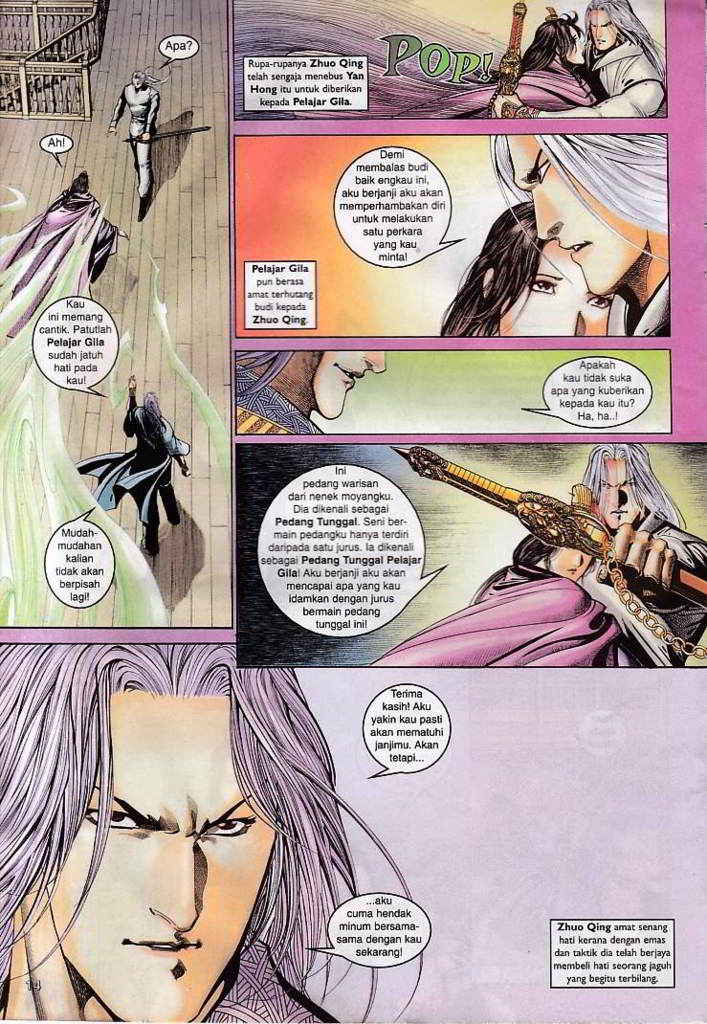 Apa?
Ah!
Kau
ini memang
cantik. Patutlah
Pelajar Gila
sudah jatuh
hati pada
kau!
Mudah-
mudahan
kalian
tidak akan
berpisah
lagi!
Rupa-rupanya Zhuo Qing
telah sengaja menebus Yan
Hong itu untuk diberikan
kepada Pelajar Gila.
POP!
Demi
membalas budi
baik engkau ini,
aku berjanji aku akan
memperhambakan diri
untuk melakukan
satu perkara
yang kau
minta!
Pelajar Gila
pun berasa
amat terhutang
budi kepada
Zhuo Qing.
Apakah
kau tidak suka
apa yang kuberikan
kepada kau itu?
Ha, ha..!
Ini
pedang warisan
dari nenek moyangku.
Dia dikenali sebagai
Pedang Tunggal. Seni ber-
main pedangku hanya terdiri
daripada satu jurus. Ia dikenali
sebagai Pedang Tunggal Pelajar
Gila! Aku berjanji aku akan
mencapai apa yang kau
idamkan dengan jurus
bermain pedang
tunggal ini!
Terima
kasih! Aku
yakin kau pasti
akan mematuhi
janjimu. Akan
tetapi...
...aku
cuma hendak
minum bersama-
sama dengan kau
sekarang!
Zhuo Qing amat senang
hati kerana dengan emas
dan taktik dia telah berjaya
membeli hati seorang jaguh
yang begitu terbilang.
14